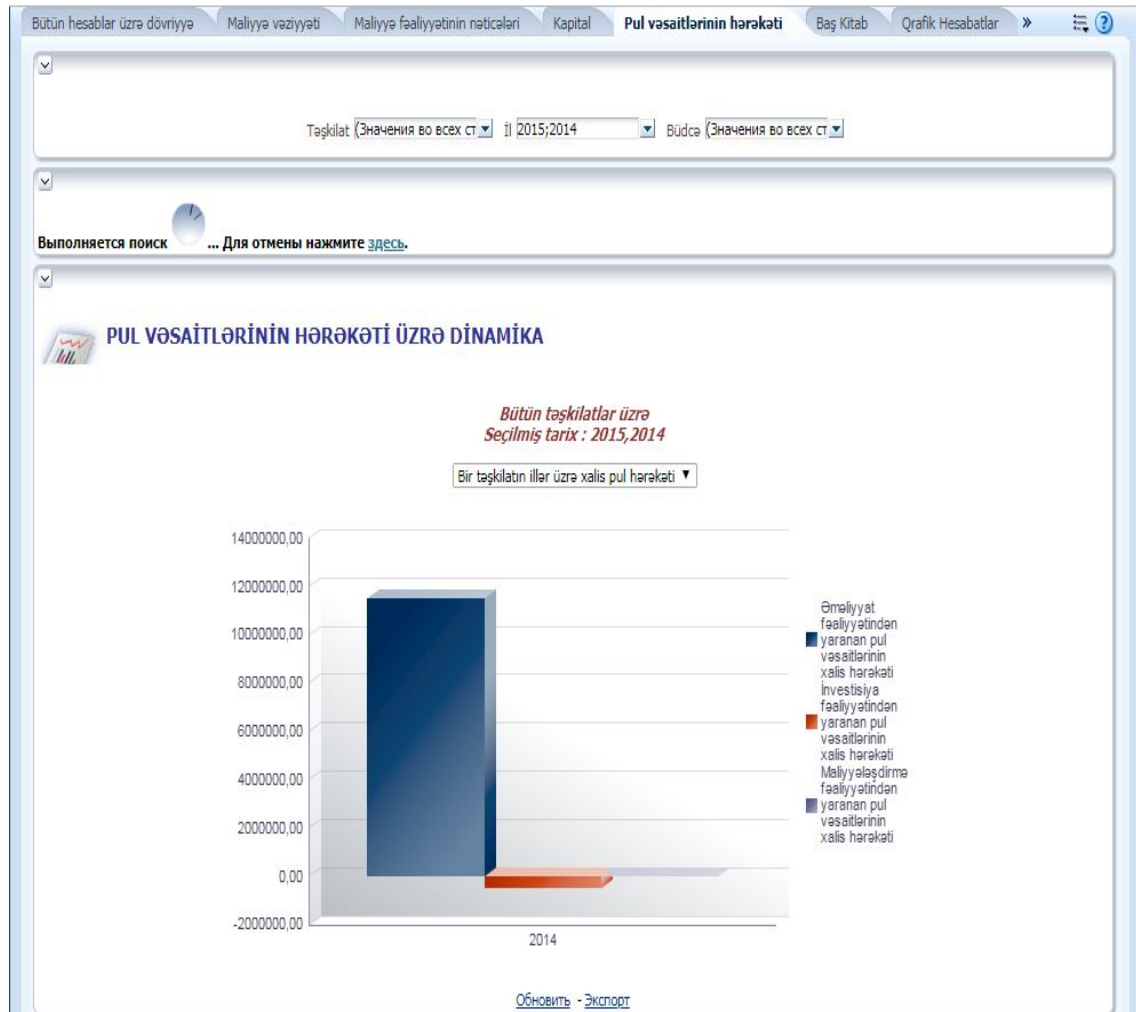 Bütün hesablar üzrə dövriyyə Maliyyə vəziyyəti Maliyyə fəaliyyətinin nəticələri Kapital Pul vəsaitlərinin hərəkəti Baş Kitab Qrafik Hesabatlar »
Təşkilat (Значения во всех ст İl 2015;2014 Büdcə (Значения во всех ст
Выполняется поиск ... Для отмены нажмите здесь.
PUL VƏSAİTLƏRİNİN HƏRƏKƏTİ ÜZRƏ DİNAMİKA
Bütün təşkilatlar üzrə
Seçilmiş tarix : 2015,2014
Bir təşkilatın illər üzrə xalis pul hərəkəti
14000000,00
12000000,00
10000000,00
8000000,00
6000000,00
4000000,00
2000000,00
0,00
-2000000,00
2014
Əməliyyat
fəaliyyətindən
yaranan pul
vəsaitlərinin
xalis hərəkəti
İnvestisiya
fəaliyyətindən
yaranan pul
vəsaitlərinin
xalis hərəkəti
Maliyyələşdirmə
fəaliyyətindən
yaranan pul
vəsaitlərinin
xalis hərəkəti
Обновить - Экспорт